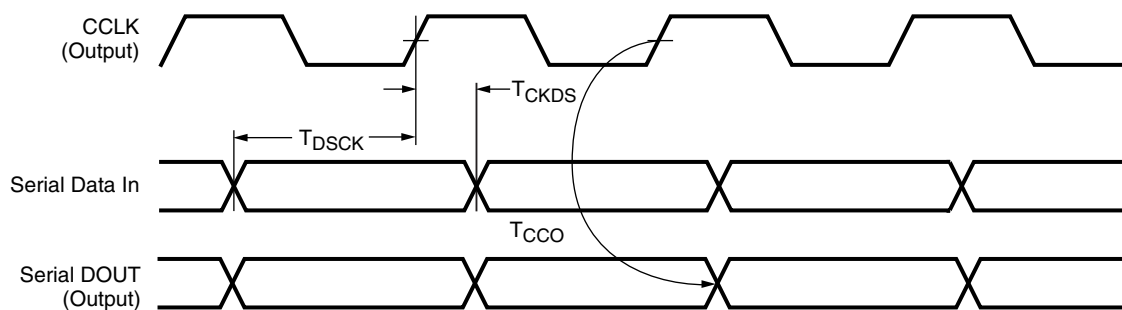 CCLK
(Output)
TCKDS
TDSCK
Serial Data In
TCCO
Serial DOUT
(Output)